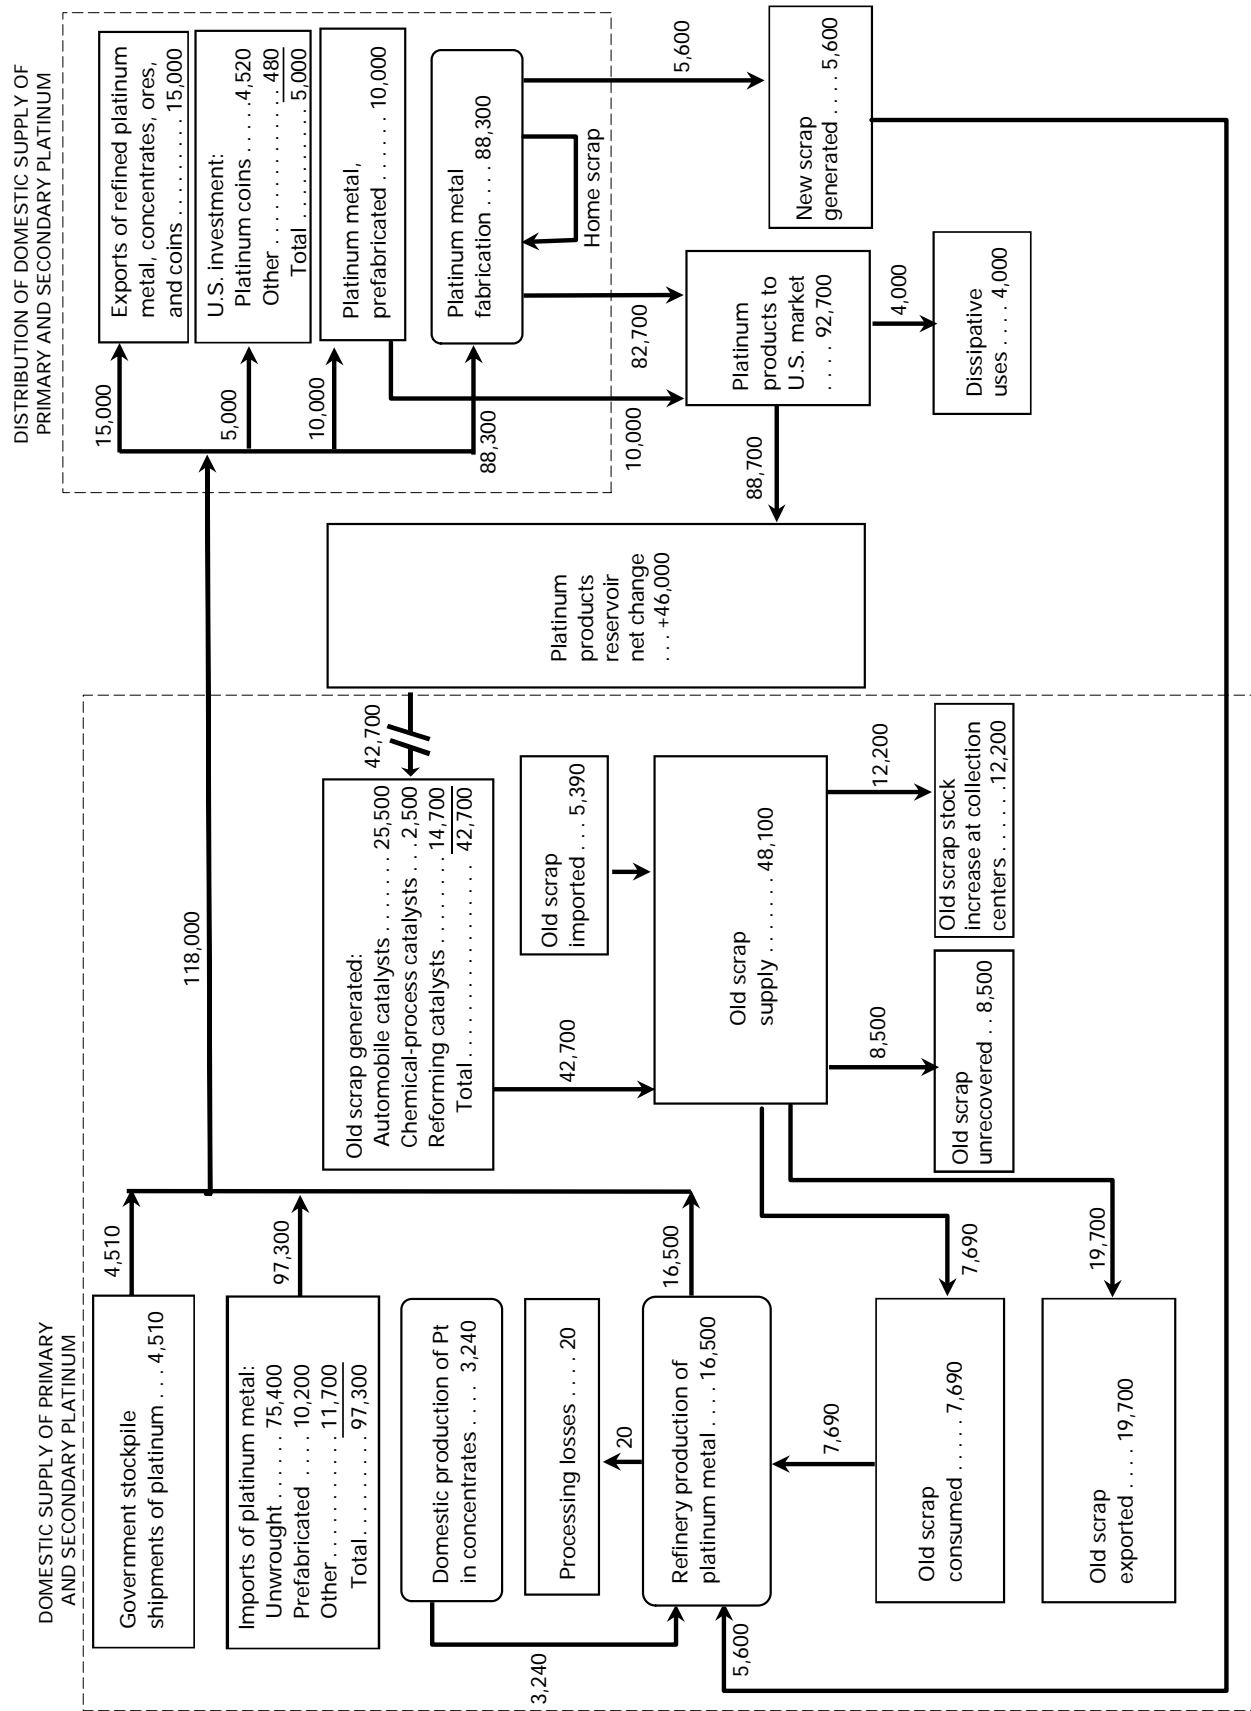 DOMESTIC SUPPLY OF PRIMARY
AND SECONDARY PLATINUM
Government stockpile
shipments of platinum . . . 4,510
4,510
Imports of platinum metal:
Unwrought . . . . . . 75,400
Prefabricated . . . . 10,200
Other . . . . . . . . . . 11,700
Total . . . . . . . . . 97,300
97,300
Domestic production of Pt
in concentrates . . . . . 3,240
3,240
Processing losses . . . . . 20
20
Refinery production of
platinum metal . . . . 16,500
16,500
5,600
7,690
Old scrap
consumed . . . . . . 7,690
7,690
Old scrap
exported . . . . . 19,700
19,700
118,000
42,700
Old scrap generated:
Automobile catalysts . . . . . . . 25,500
Chemical-process catalysts . . . 2,500
Reforming catalysts . . . . . . . . 14,700
Total . . . . . . . . . . . . . . . . . 42,700
42,700
Old scrap
imported . . . 5,390
Old scrap
supply . . . . . . . . 48,100
8,500
12,200
Old scrap
unrecovered . . 8,500
Old scrap stock
increase at collection
centers . . . . . . . 12,200
Platinum
products
reservoir
net change
. . . +46,000
DISTRIBUTION OF DOMESTIC SUPPLY OF
PRIMARY AND SECONDARY PLATINUM
15,000
Exports of refined platinum
metal, concentrates, ores,
and coins . . . . . . . . . 15,000
5,000
U.S. investment:
Platinum coins . . . . . 4,520
Other . . . . . . . . . . . . . 480
Total . . . . . . . . . . 5,000
10,000
Platinum metal,
prefabricated . . . . . . 10,000
88,300
Platinum metal
fabrication . . . . 88,300
Home scrap
10,000
82,700
5,600
88,700
Platinum
products to
U.S. market
. . . . 92,700
4,000
New scrap
generated . . . . . 5,600
Dissipative
uses . . . . 4,000